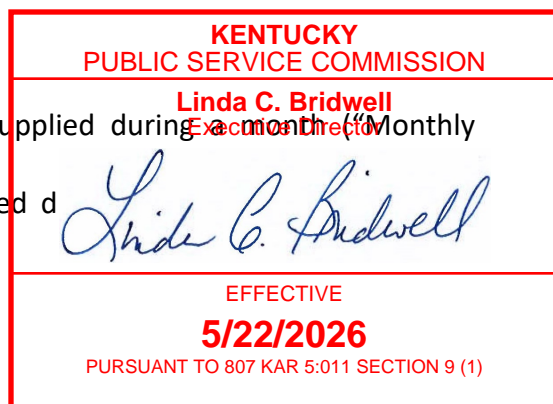 KENTUCKY
PUBLIC SERVICE COMMISSION
Linda C. Bridwell
Executive Director
upplied during a month (“Monthly
ed d
Linda C. Bridwell
EFFECTIVE
5/22/2026
PURSUANT TO 807 KAR 5:011 SECTION 9 (1)